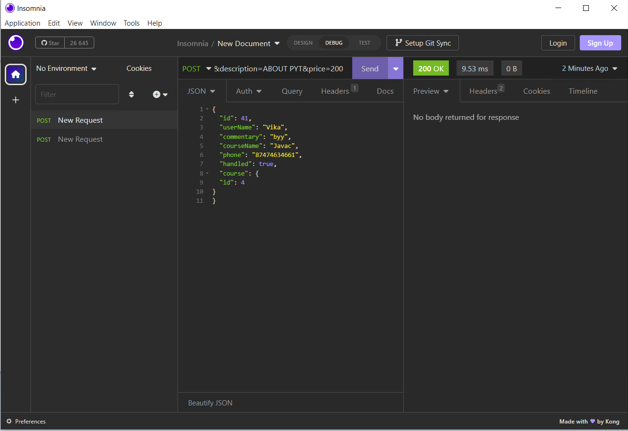 Insomnia
Application Edit View Window Tools Help
Star 26 645
Insomnia / New Document
DESIGN DEBUG TEST
Setup Git Sync
Login
Sign Up
No Environment
Cookies
POST &description=ABOUT PYT&price=200
Send
200 OK 9.53 ms 0 B
2 Minutes Ago
Filter
JSON Auth Query Headers 1 Docs
Preview Headers 2 Cookies Timeline
POST New Request
POST New Request
1 {
2 "id": 41,
3 "userName": "Vika",
4 "commentary": "byy",
5 "courseName": "Javac",
6 "phone": "87474634661",
7 "handled": true,
8 "course": {
9 "id": 4
10 }
11 }
No body returned for response
Beautify JSON
Preferences
Made with ♥ by Kong